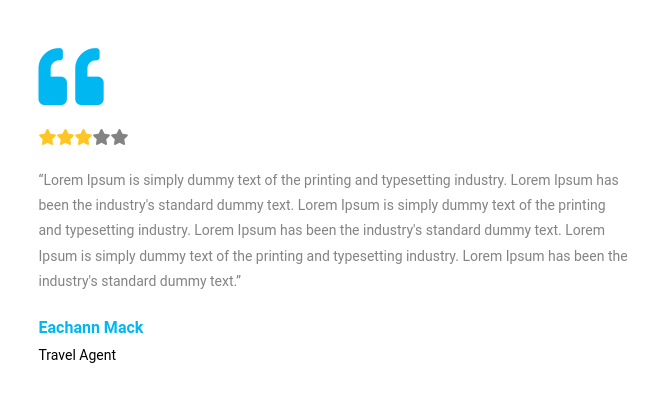 “Lorem Ipsum is simply dummy text of the printing and typesetting industry. Lorem Ipsum has
been the industry's standard dummy text. Lorem Ipsum is simply dummy text of the printing
and typesetting industry. Lorem Ipsum has been the industry's standard dummy text. Lorem
Ipsum is simply dummy text of the printing and typesetting industry. Lorem Ipsum has been the
industry's standard dummy text.”
Eachann Mack
Travel Agent